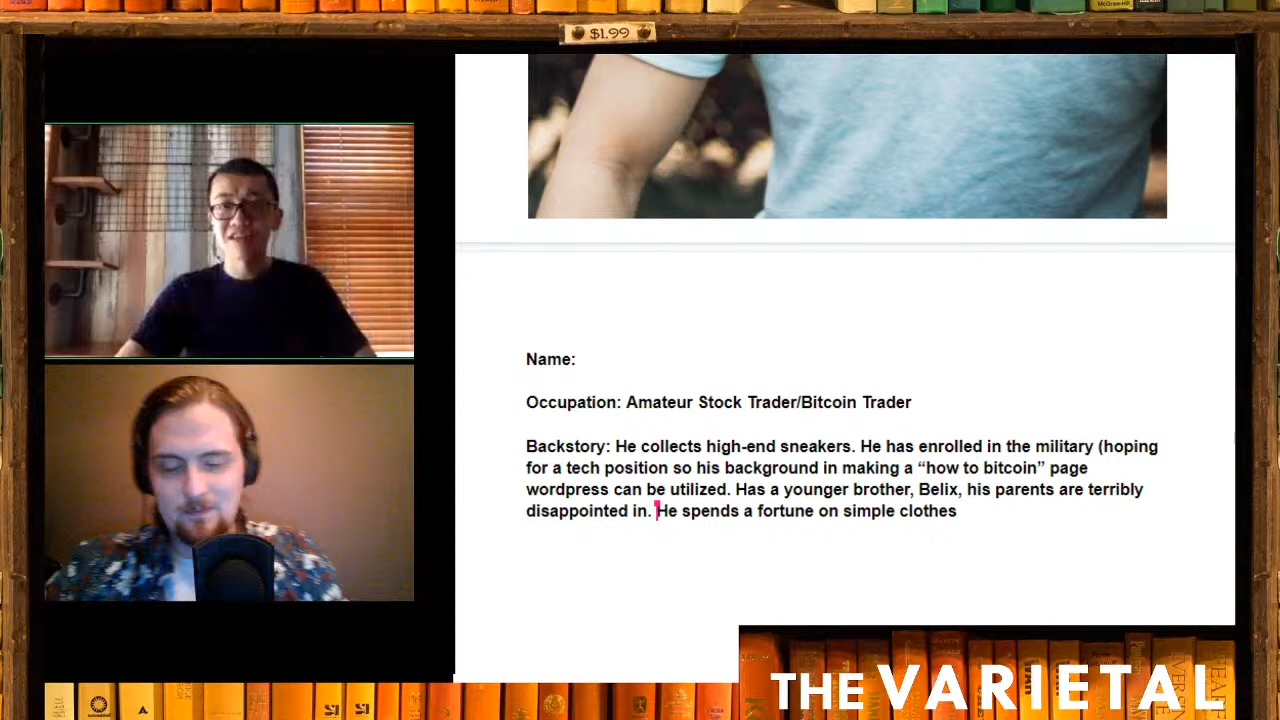 McGraw-Hill
$1.99
Name:
Occupation: Amateur Stock Trader/Bitcoin Trader
Backstory: He collects high-end sneakers. He has enrolled in the military (hoping
for a tech position so his background in making a “how to bitcoin” page
wordpress can be utilized. Has a younger brother, Belix, his parents are terribly
disappointed in. He spends a fortune on simple clothes
THE VARIETAL